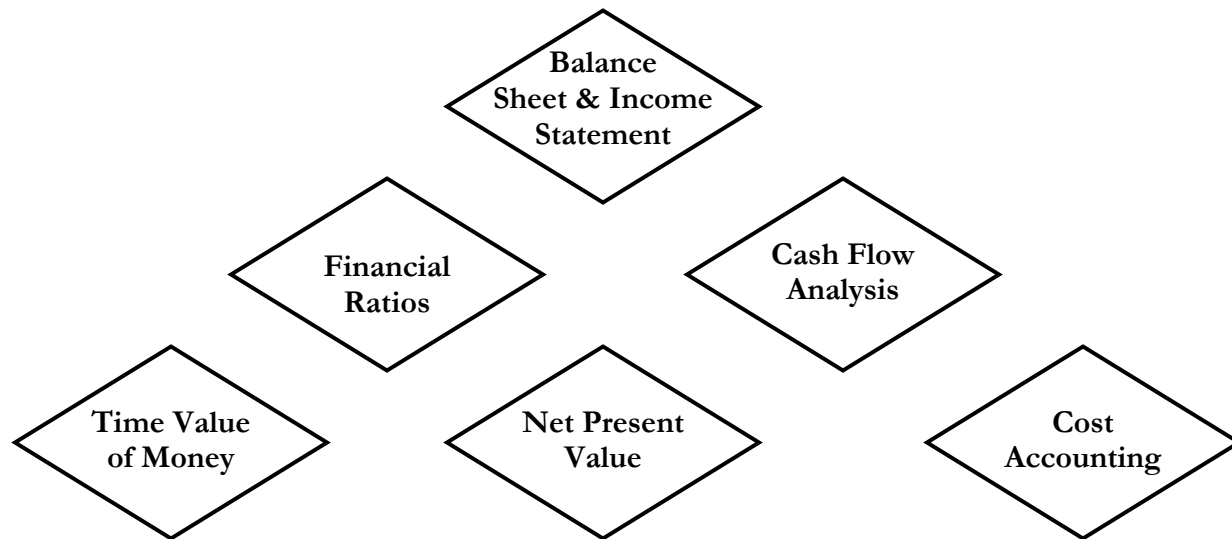 Balance
Sheet & Income
Statement
Financial
Ratios
Cash Flow
Analysis
Time Value
of Money
Net Present
Value
Cost
Accounting